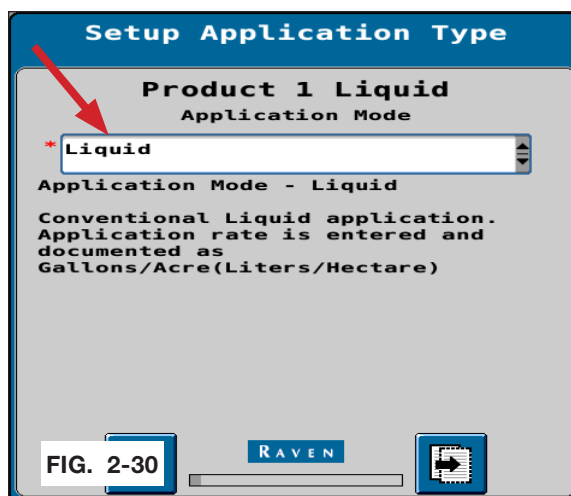 Setup Application Type
Product 1 Liquid
Application Mode
* Liquid
Application Mode - Liquid
Conventional Liquid application.
Application rate is entered and
documented as
Gallons/Acre(Liters/Hectare)
FIG. 2-30
RAVEN